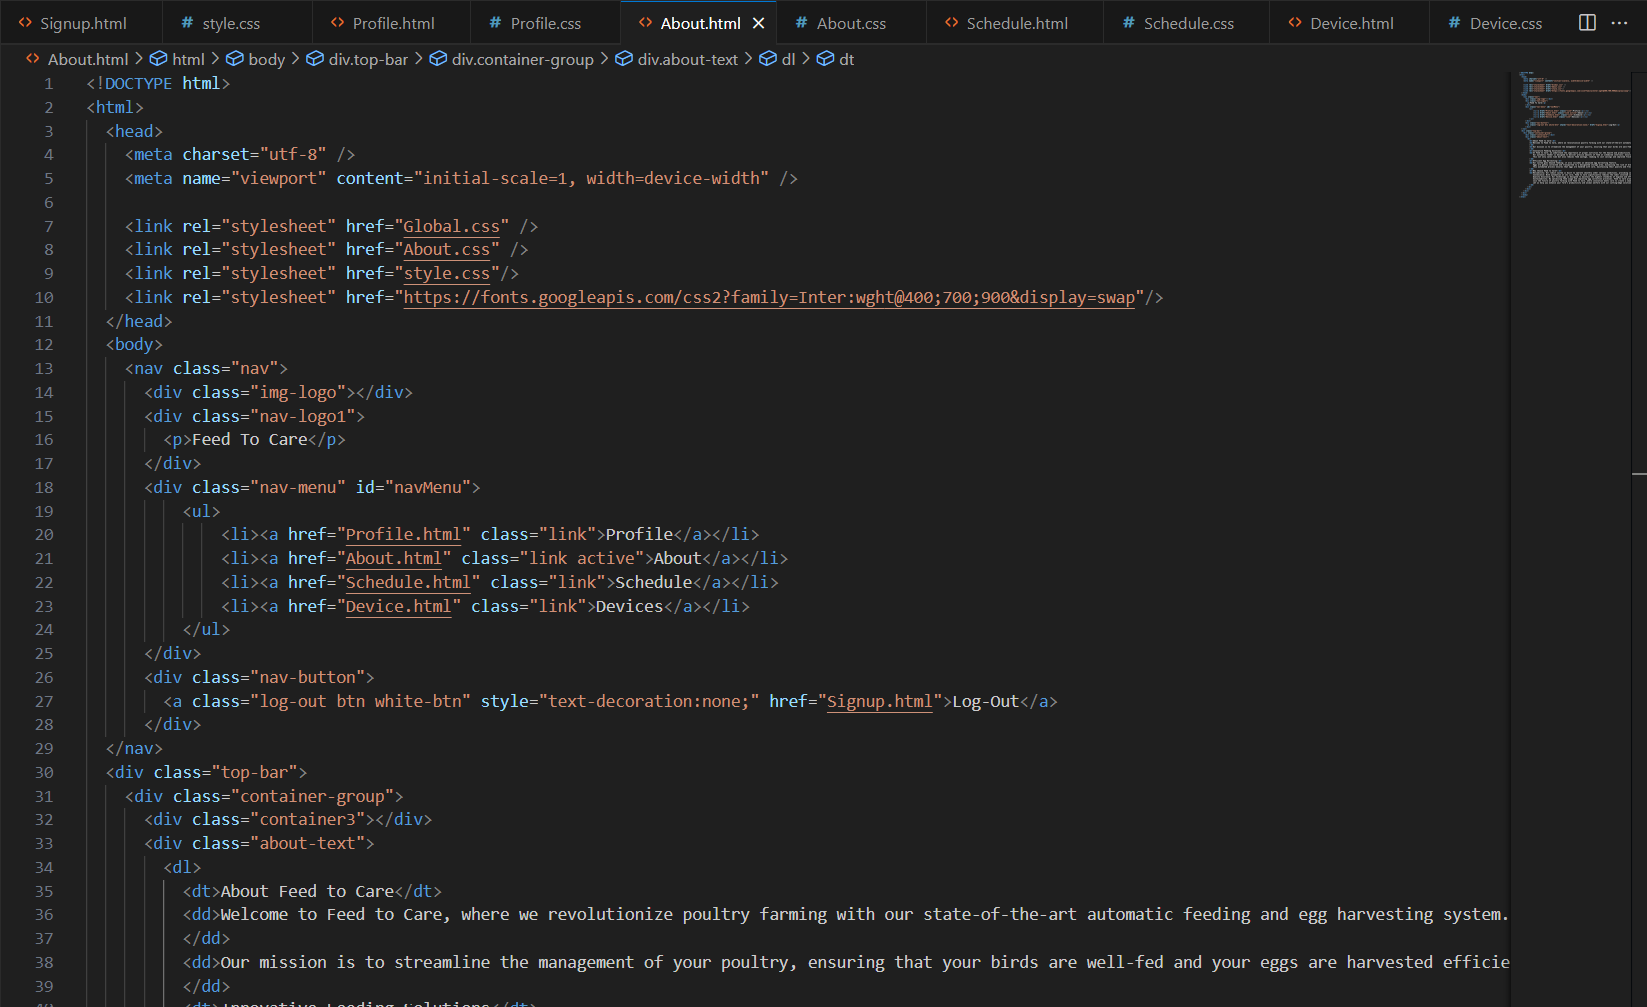 Signup.html # style.css Profile.html # Profile.css About.html # About.css Schedule.html # Schedule.css Device.html # Device.css
About.html > html > body > div.top-bar > div.container-group > div.about-text > dl > dt
1 <!DOCTYPE html>
2 <html>
3 <head>
4 <meta charset="utf-8" />
5 <meta name="viewport" content="initial-scale=1, width=device-width" />
6
7 <link rel="stylesheet" href="Global.css" />
8 <link rel="stylesheet" href="About.css" />
9 <link rel="stylesheet" href="style.css"/>
10 <link rel="stylesheet" href="https://fonts.googleapis.com/css2?family=Inter:wght@400;700;900&display=swap"/>
11 </head>
12 <body>
13 <nav class="nav">
14 <div class="img-logo"></div>
15 <div class="nav-logo1">
16 <p>Feed To Care</p>
17 </div>
18 <div class="nav-menu" id="navMenu">
19 <ul>
20 <li><a href="Profile.html" class="link">Profile</a></li>
21 <li><a href="About.html" class="link active">About</a></li>
22 <li><a href="Schedule.html" class="link">Schedule</a></li>
23 <li><a href="Device.html" class="link">Devices</a></li>
24 </ul>
25 </div>
26 <div class="nav-button">
27 <a class="log-out btn white-btn" style="text-decoration:none;" href="Signup.html">Log-Out</a>
28 </div>
29 </nav>
30 <div class="top-bar">
31 <div class="container-group">
32 <div class="container3"></div>
33 <div class="about-text">
34 <dl>
35 <dt>About Feed to Care</dt>
36 <dd>Welcome to Feed to Care, where we revolutionize poultry farming with our state-of-the-art automatic feeding and egg harvesting system.
37 </dd>
38 <dd>Our mission is to streamline the management of your poultry, ensuring that your birds are well-fed and your eggs are harvested efficie
39 </dd>
<dt>Innovative Feeding Solutions</dt>